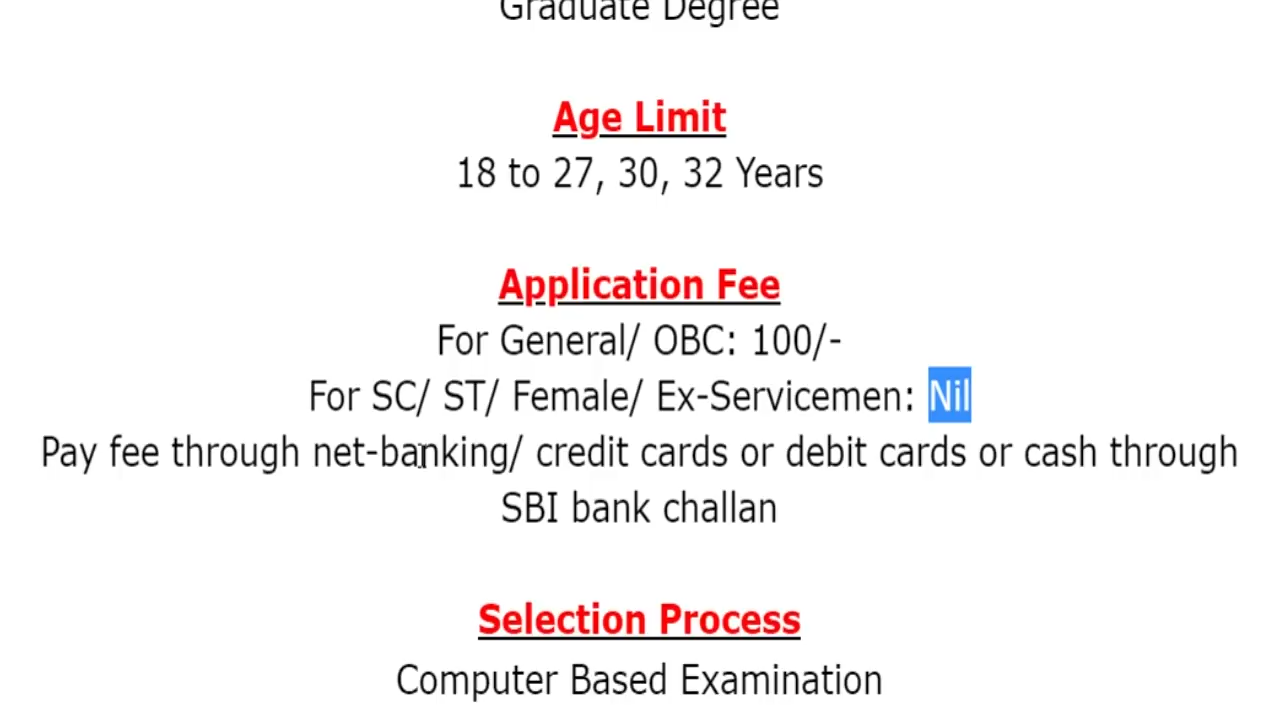 Graduate Degree
Age Limit
18 to 27, 30, 32 Years
Application Fee
For General/ OBC: 100/-
For SC/ ST/ Female/ Ex-Servicemen: Nil
Pay fee through net-banking/ credit cards or debit cards or cash through
SBI bank challan
Selection Process
Computer Based Examination